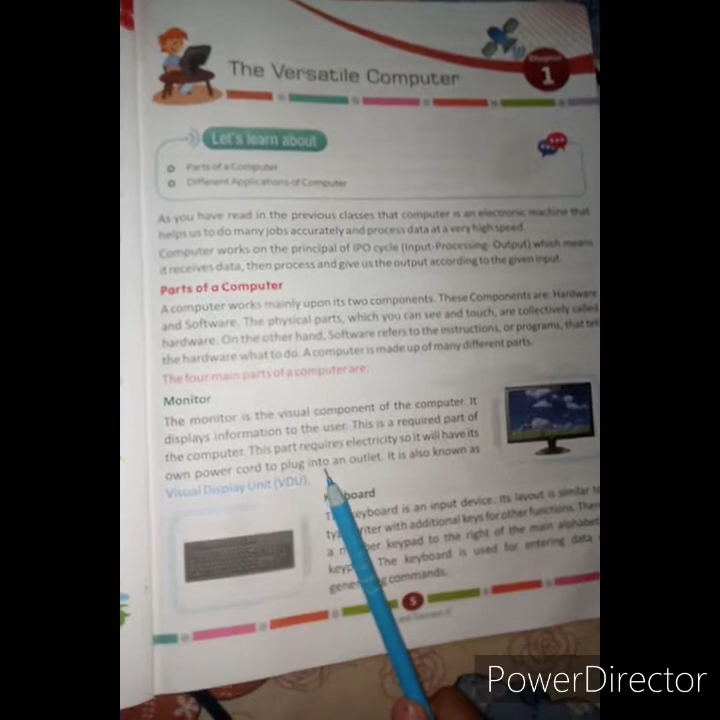 The Versatile Computer
Chapter
1
Let's learn about
Parts of a Computer
Different Applications of Computer
As you have read in the previous classes that computer is an electronic machine that
helps us to do many jobs accurately and process data at a very high speed.
Computer works on the principal of IPO cycle (Input-Processing- Output) which means
it receives data, then process and give us the output according to the given input.
Parts of a Computer
A computer works mainly upon its two components. These Components are: Hardware
and Software. The physical parts, which you can see and touch, are collectively called
hardware. On the other hand, Software refers to the instructions, or programs, that tell
the hardware what to do. A computer is made up of many different parts.
The four main parts of a computer are:
Monitor
The monitor is the visual component of the computer. It
displays information to the user. This is a required part of
the computer. This part requires electricity so it will have its
own power cord to plug into an outlet. It is also known as
Visual Display Unit (VDU).
Keyboard
keyboard is an input device. Its layout is similar to
typewriter with additional keys for other functions. There
a number keypad to the right of the main alphabet
keypad. The keyboard is used for entering data
generating commands.
5
PowerDirector